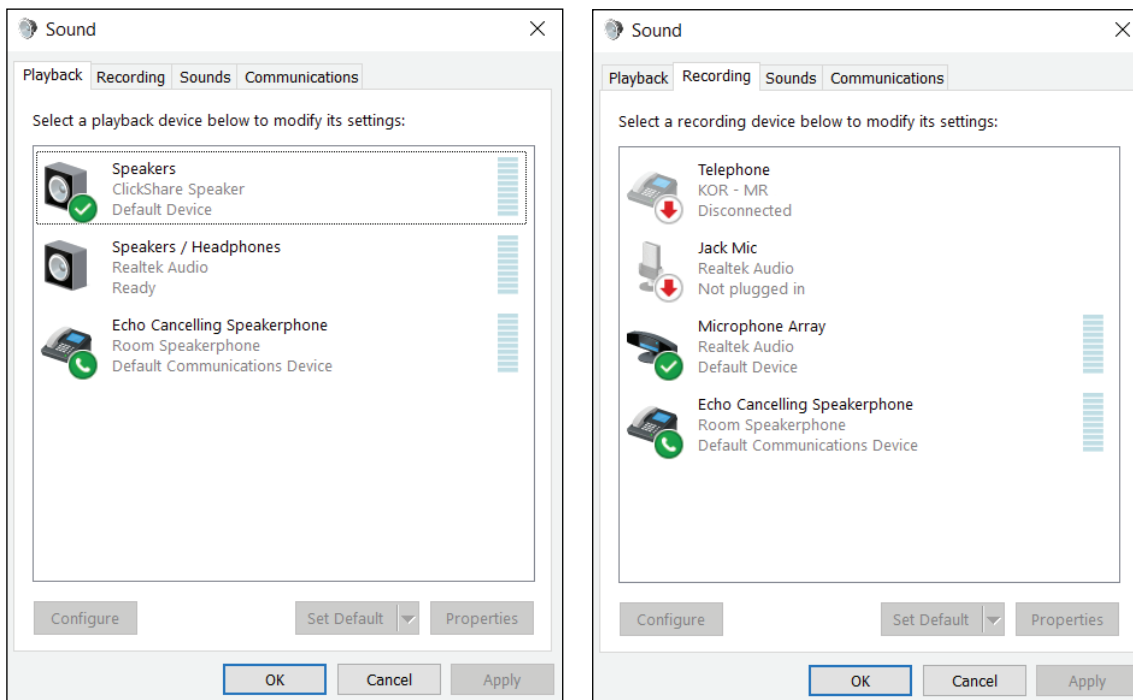 Sound
Playback Recording Sounds Communications
Select a playback device below to modify its settings:
Speakers
ClickShare Speaker
Default Device
Speakers / Headphones
Realtek Audio
Ready
Echo Cancelling Speakerphone
Room Speakerphone
Default Communications Device
Configure Set Default Properties
OK Cancel Apply
Sound
Playback Recording Sounds Communications
Select a recording device below to modify its settings:
Telephone
KOR - MR
Disconnected
Jack Mic
Realtek Audio
Not plugged in
Microphone Array
Realtek Audio
Default Device
Echo Cancelling Speakerphone
Room Speakerphone
Default Communications Device
Configure Set Default Properties
OK Cancel Apply